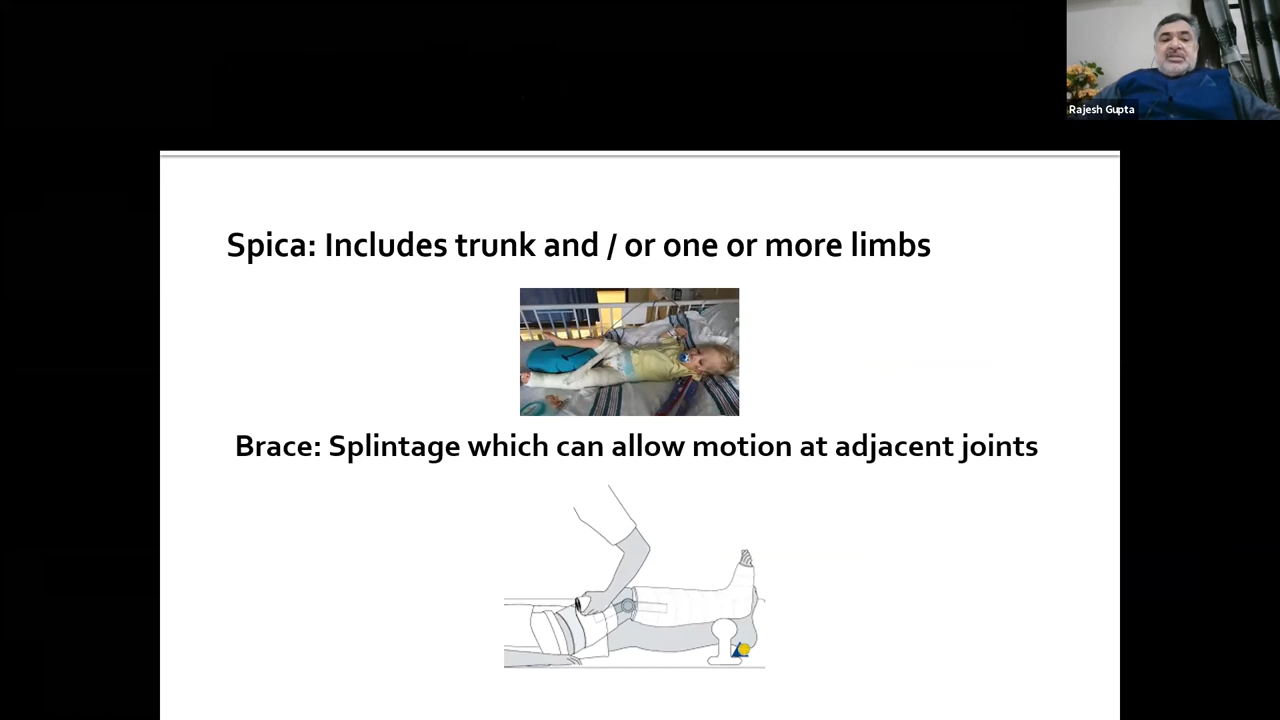 Rajesh Gupta
Spica: Includes trunk and / or one or more limbs
Brace: Splintage which can allow motion at adjacent joints